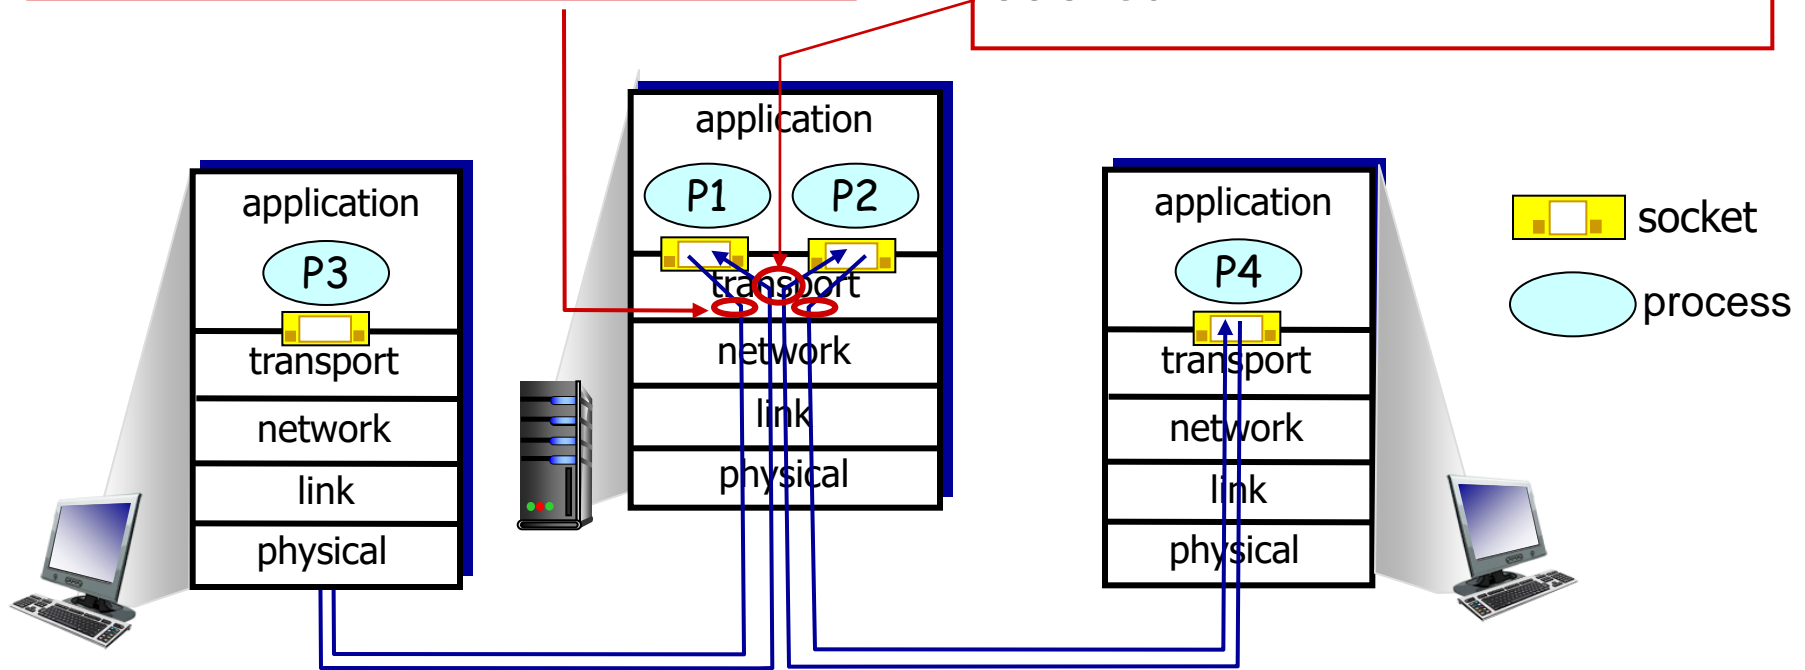 application
P1
P2
transport
network
link
physical
application
P3
transport
network
link
physical
application
P4
transport
network
link
physical
socket
process